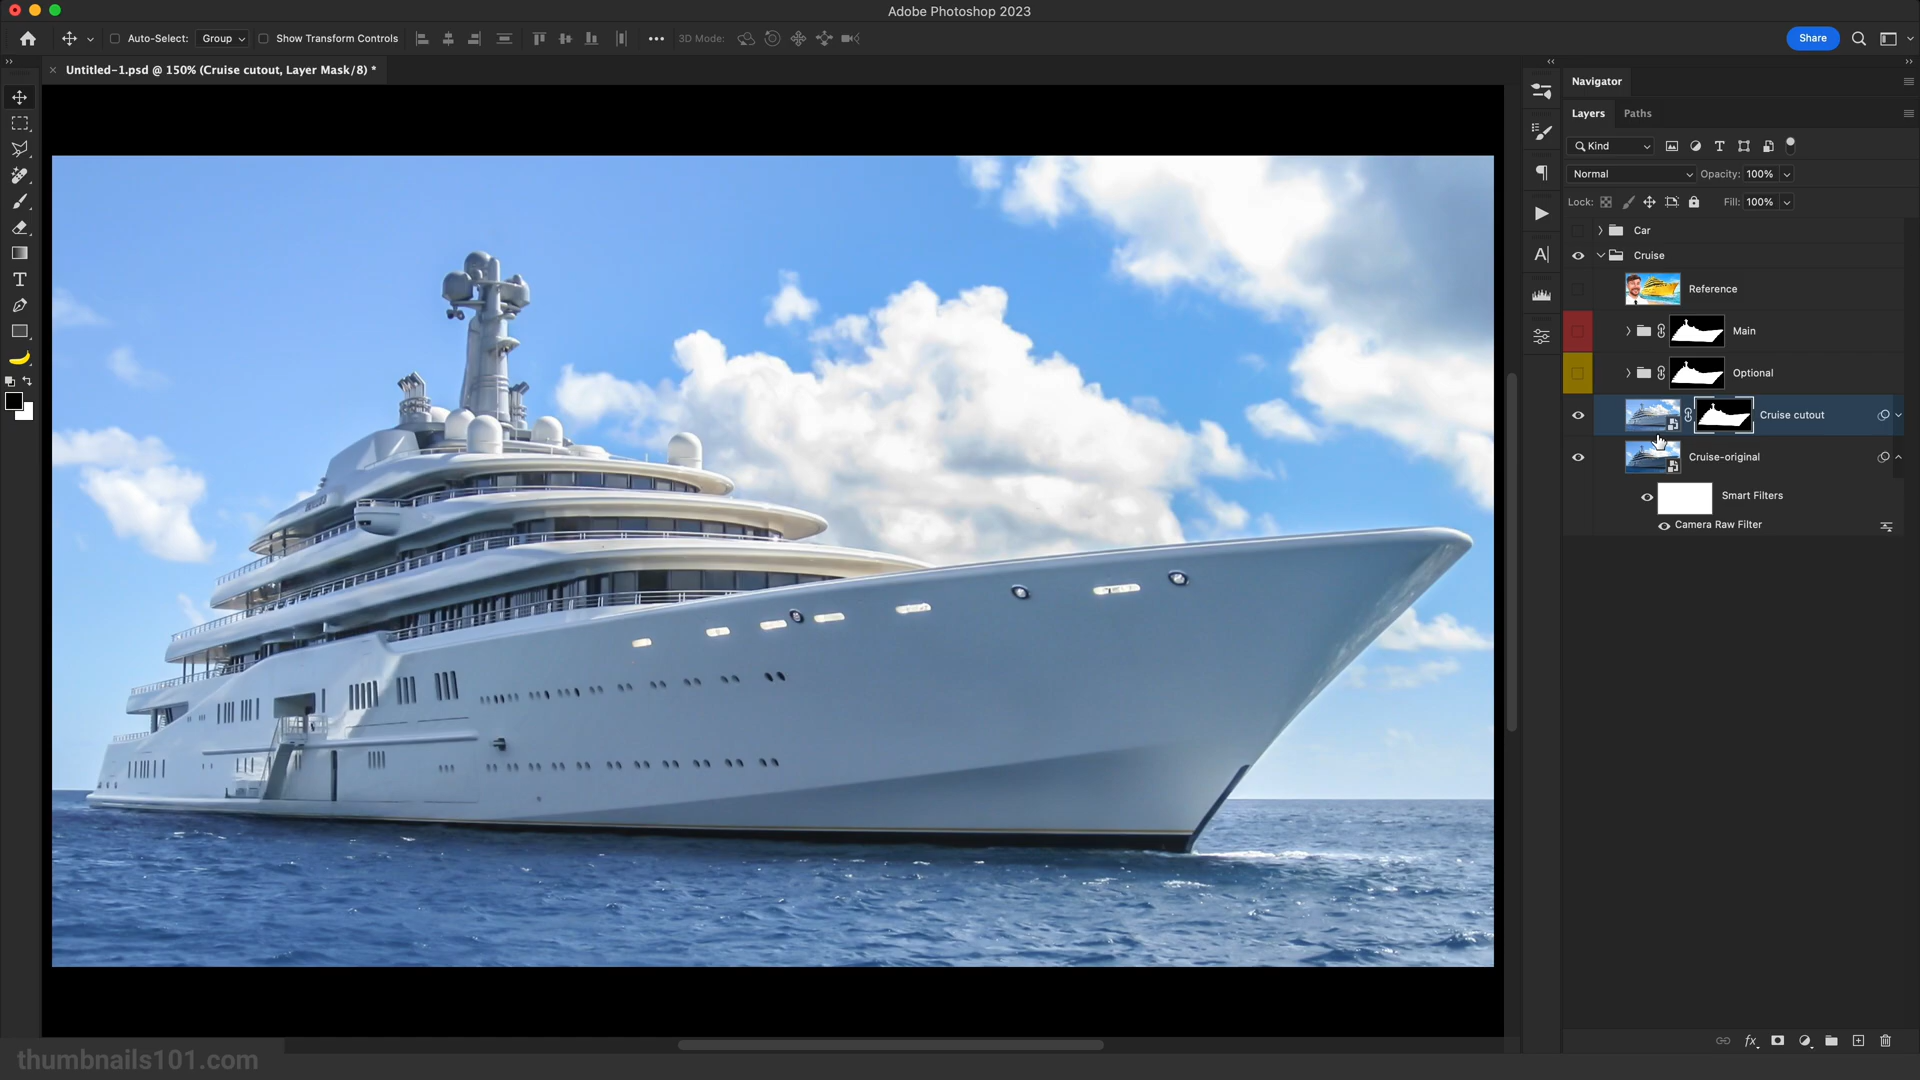 Adobe Photoshop 2023
Auto-Select: Group Show Transform Controls 3D Mode: Share
Untitled-1.psd @ 150% (Cruise cutout, Layer Mask/8) *
Navigator
Layers Paths
Kind
Normal Opacity: 100%
Lock: Fill: 100%
Car
Cruise
Reference
Main
Optional
Cruise cutout
Cruise-original
Smart Filters
Camera Raw Filter
fx
thumbnails101.com